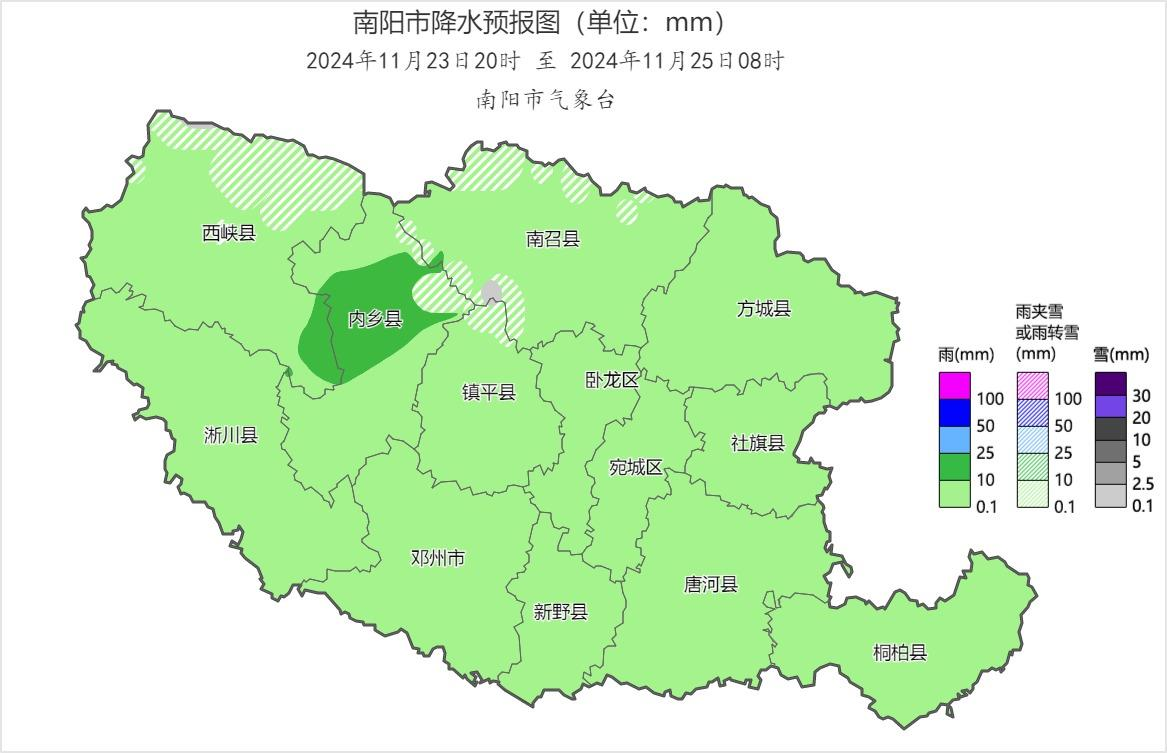 南阳市降水预报图（单位：mm）
2024年11月23日20时 至 2024年11月25日08时
南阳市气象台
西峡县
南召县
方城县
内乡县
镇平县
卧龙区
淅川县
社旗县
宛城区
邓州市
唐河县
新野县
桐柏县
雨(mm)
100
50
25
10
0.1
雨夹雪
或雨转雪
(mm)
100
50
25
10
0.1
雪(mm)
30
20
10
5
2.5
0.1